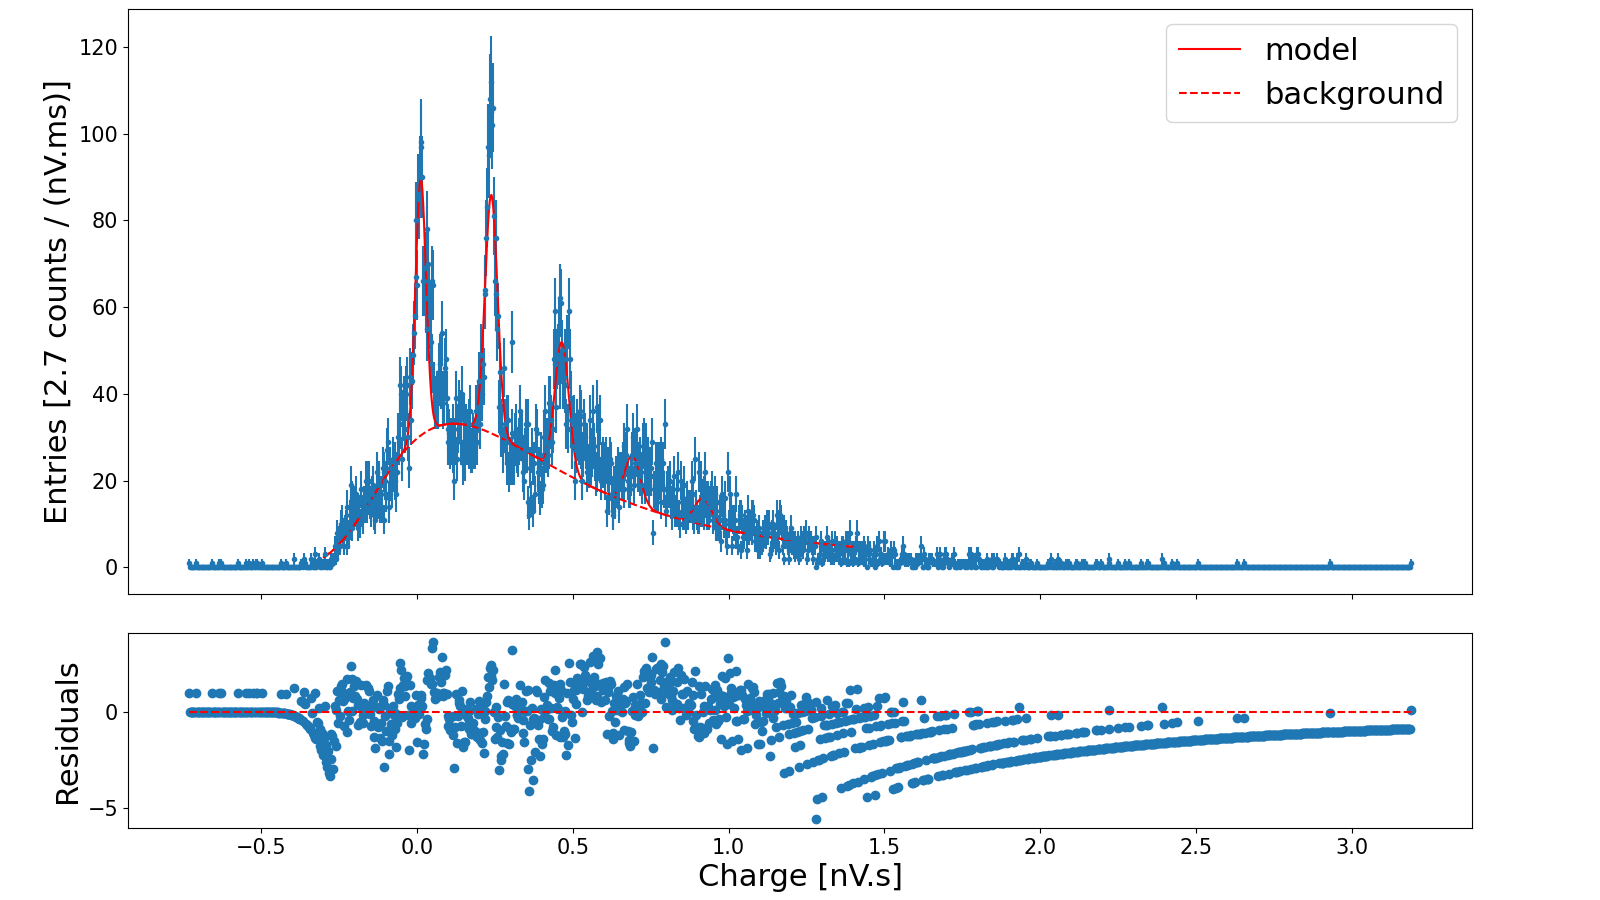 120
100
80
60
40
20
0
Entries [2.7 counts / (nV.ms)]
model
background
0
−5
Residuals
−0.5 0.0 0.5 1.0 1.5 2.0 2.5 3.0
Charge [nV.s]